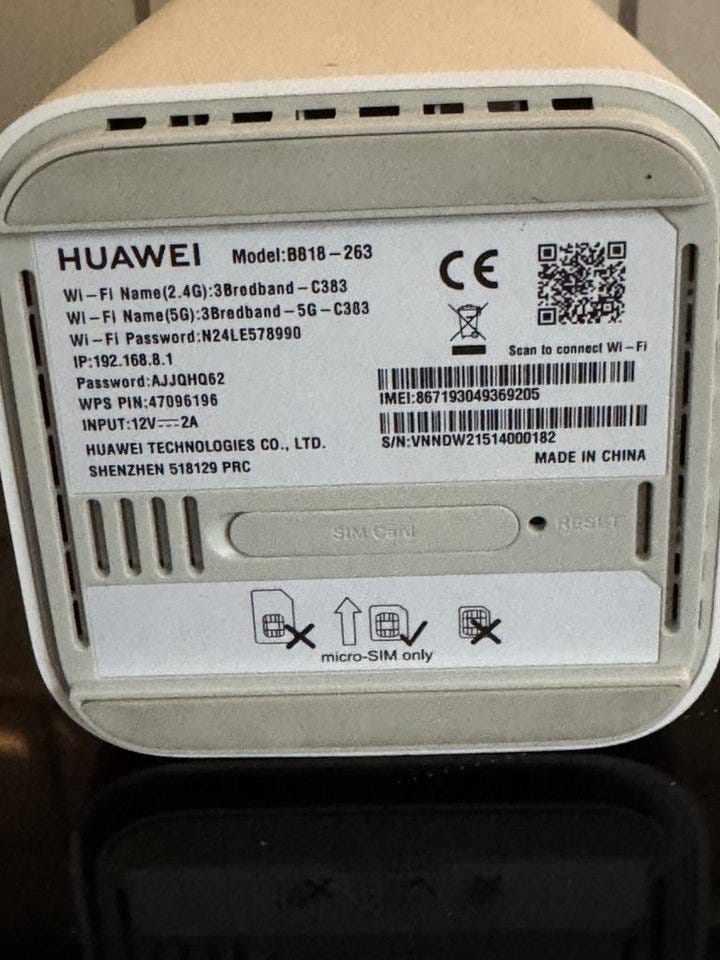 HUAWEI Model:B818-263
Wi-Fi Name(2.4G):3Bredband-C383
Wi-Fi Name(5G):3Bredband-5G-C383
Wi-Fi Password:N24LE578990
IP:192.168.8.1
Password:AJJQHQ62
WPS PIN:47096196
INPUT:12V⎓2A
HUAWEI TECHNOLOGIES CO., LTD.
SHENZHEN 518129 PRC
CE
Scan to connect Wi-Fi
IMEI:867193049369205
S/N:VNNDW21514000182
MADE IN CHINA
SIM Card
RESET
micro-SIM only